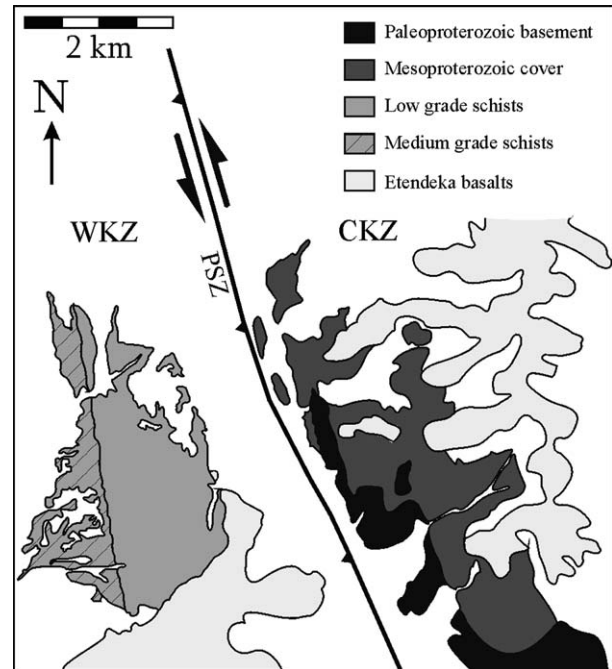 2 km
N
WKZ
PSZ
CKZ
Paleoproterozoic basement
Mesoproterozoic cover
Low grade schists
Medium grade schists
Etendeka basalts